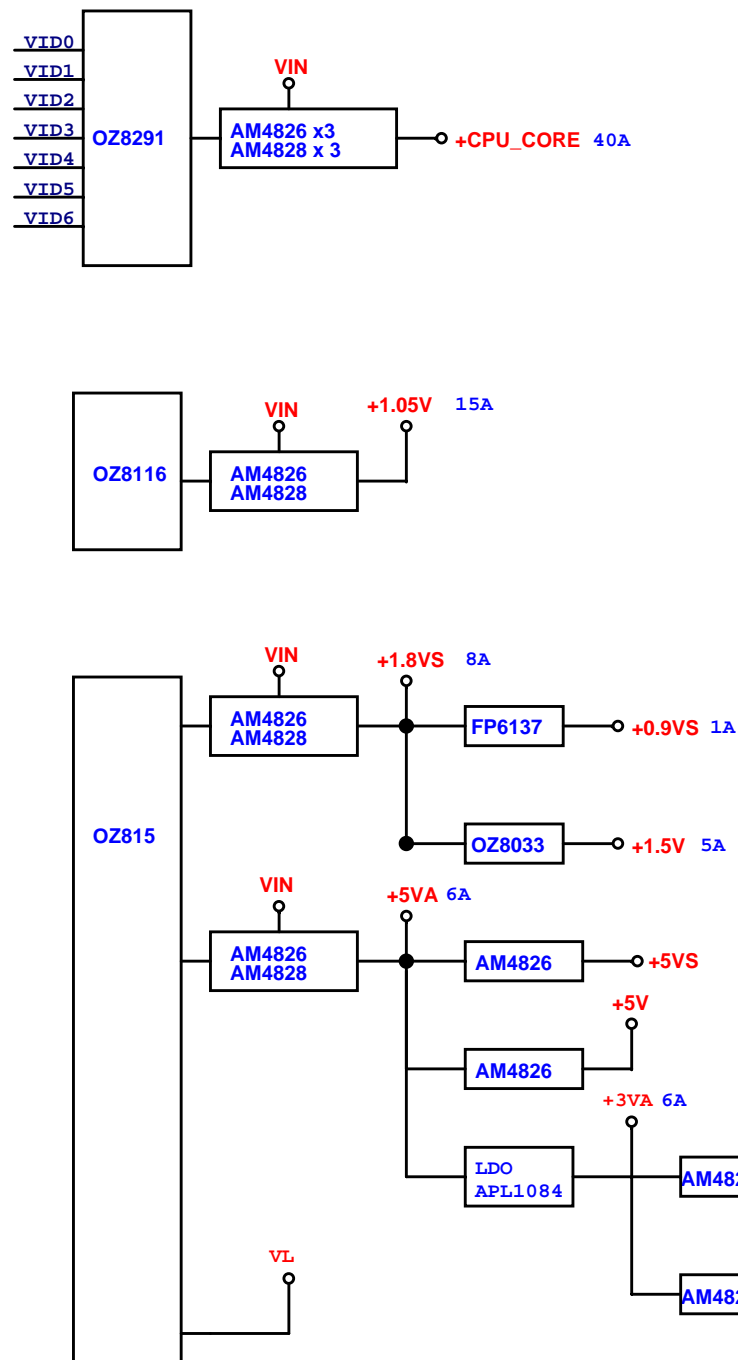 VID0
VID1
VID2
VID3
VID4
VID5
VID6
OZ8291
VIN
AM4826 x3
AM4828 x 3
+CPU_CORE 40A
OZ8116
VIN
AM4826
AM4828
+1.05V 15A
OZ815
VIN
AM4826
AM4828
+1.8VS 8A
FP6137
+0.9VS 1A
OZ8033
+1.5V 5A
VIN
AM4826
AM4828
+5VA 6A
AM4826
+5VS
AM4826
+5V
+3VA 6A
LDO
APL1084
VL